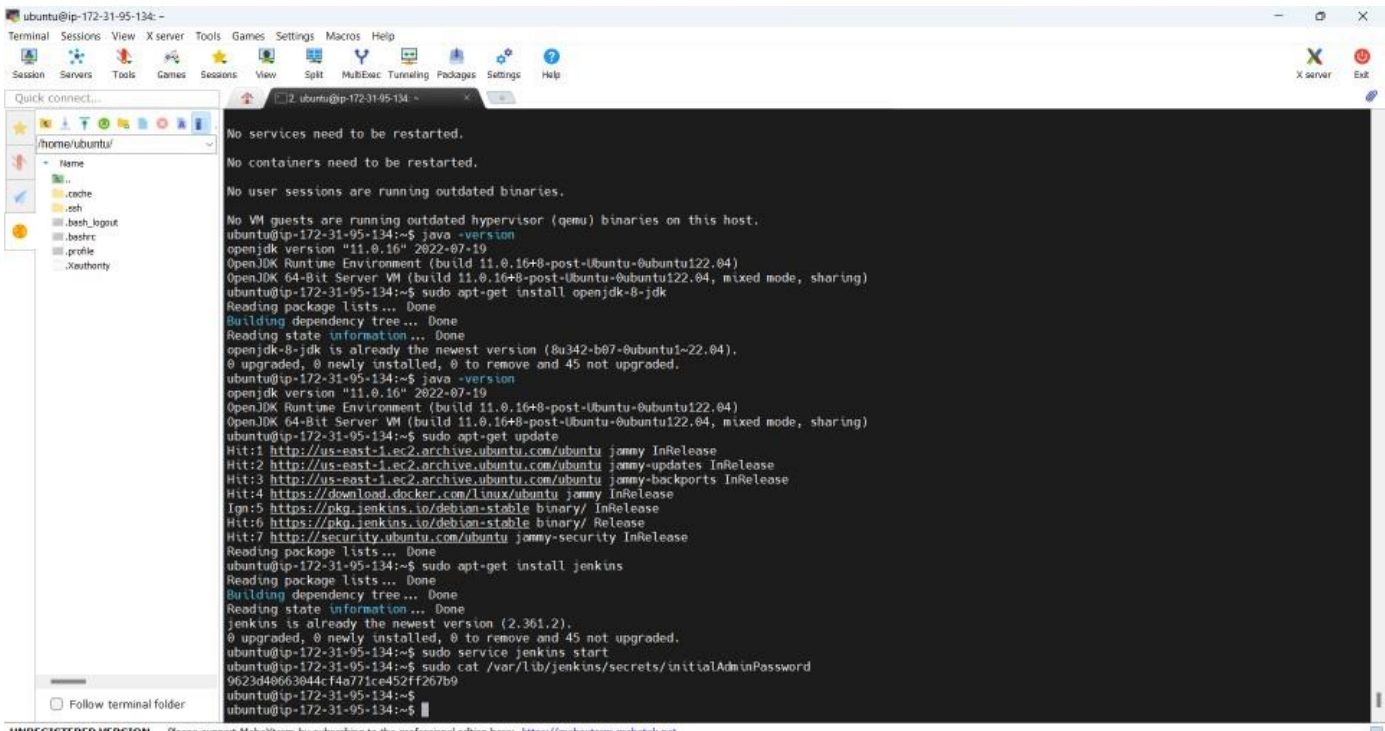 ubuntu@ip-172-31-95-134: ~
Terminal Sessions View X server Tools Games Settings Macros Help
Session Servers Tools Games Sessions View Split MultiExec Tunneling Packages Settings Help X server Exit
Quick connect...
2. ubuntu@ip-172-31-95-134: ~
/home/ubuntu/
Name
..
.cache
.ssh
.bash_logout
.bashrc
.profile
.Xauthority
Follow terminal folder
No services need to be restarted.
No containers need to be restarted.
No user sessions are running outdated binaries.
No VM guests are running outdated hypervisor (qemu) binaries on this host.
ubuntu@ip-172-31-95-134:~$ java -version
openjdk version "11.0.16" 2022-07-19
OpenJDK Runtime Environment (build 11.0.16+8-post-Ubuntu-0ubuntu122.04)
OpenJDK 64-Bit Server VM (build 11.0.16+8-post-Ubuntu-0ubuntu122.04, mixed mode, sharing)
ubuntu@ip-172-31-95-134:~$ sudo apt-get install openjdk-8-jdk
Reading package lists... Done
Building dependency tree... Done
Reading state information... Done
openjdk-8-jdk is already the newest version (8u342-b07-0ubuntu1~22.04).
0 upgraded, 0 newly installed, 0 to remove and 45 not upgraded.
ubuntu@ip-172-31-95-134:~$ java -version
openjdk version "11.0.16" 2022-07-19
OpenJDK Runtime Environment (build 11.0.16+8-post-Ubuntu-0ubuntu122.04)
OpenJDK 64-Bit Server VM (build 11.0.16+8-post-Ubuntu-0ubuntu122.04, mixed mode, sharing)
ubuntu@ip-172-31-95-134:~$ sudo apt-get update
Hit:1 http://us-east-1.ec2.archive.ubuntu.com/ubuntu jammy InRelease
Hit:2 http://us-east-1.ec2.archive.ubuntu.com/ubuntu jammy-updates InRelease
Hit:3 http://us-east-1.ec2.archive.ubuntu.com/ubuntu jammy-backports InRelease
Hit:4 https://download.docker.com/linux/ubuntu jammy InRelease
Ign:5 https://pkg.jenkins.io/debian-stable binary/ InRelease
Hit:6 https://pkg.jenkins.io/debian-stable binary/ Release
Hit:7 http://security.ubuntu.com/ubuntu jammy-security InRelease
Reading package lists... Done
ubuntu@ip-172-31-95-134:~$ sudo apt-get install jenkins
Reading package lists... Done
Building dependency tree... Done
Reading state information... Done
jenkins is already the newest version (2.361.2).
0 upgraded, 0 newly installed, 0 to remove and 45 not upgraded.
ubuntu@ip-172-31-95-134:~$ sudo service jenkins start
ubuntu@ip-172-31-95-134:~$ sudo cat /var/lib/jenkins/secrets/initialAdminPassword
9623d40663044cf4a771ce452ff267b9
ubuntu@ip-172-31-95-134:~$
ubuntu@ip-172-31-95-134:~$